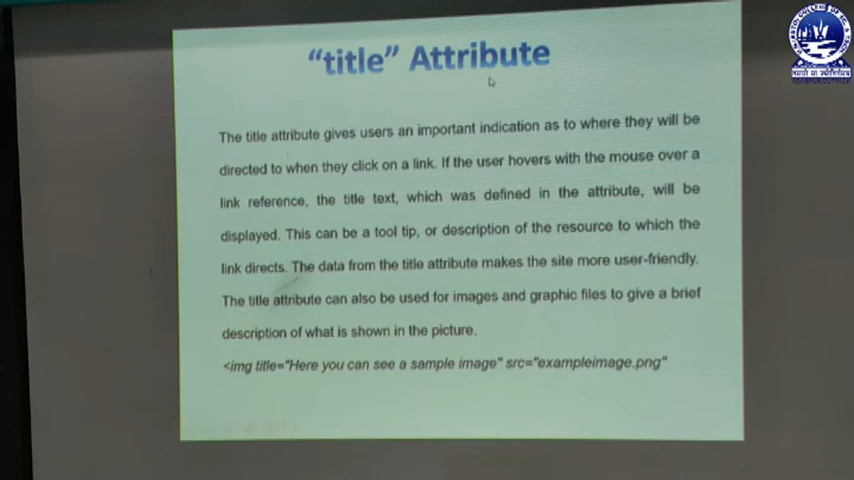 "title" Attribute
The title attribute gives users an important indication as to where they will be
directed to when they click on a link. If the user hovers with the mouse over a
link reference, the title text, which was defined in the attribute, will be
displayed. This can be a tool tip, or description of the resource to which the
link directs. The data from the title attribute makes the site more user-friendly.
The title attribute can also be used for images and graphic files to give a brief
description of what is shown in the picture.
<img title="Here you can see a sample image" src="exampleimage.png"